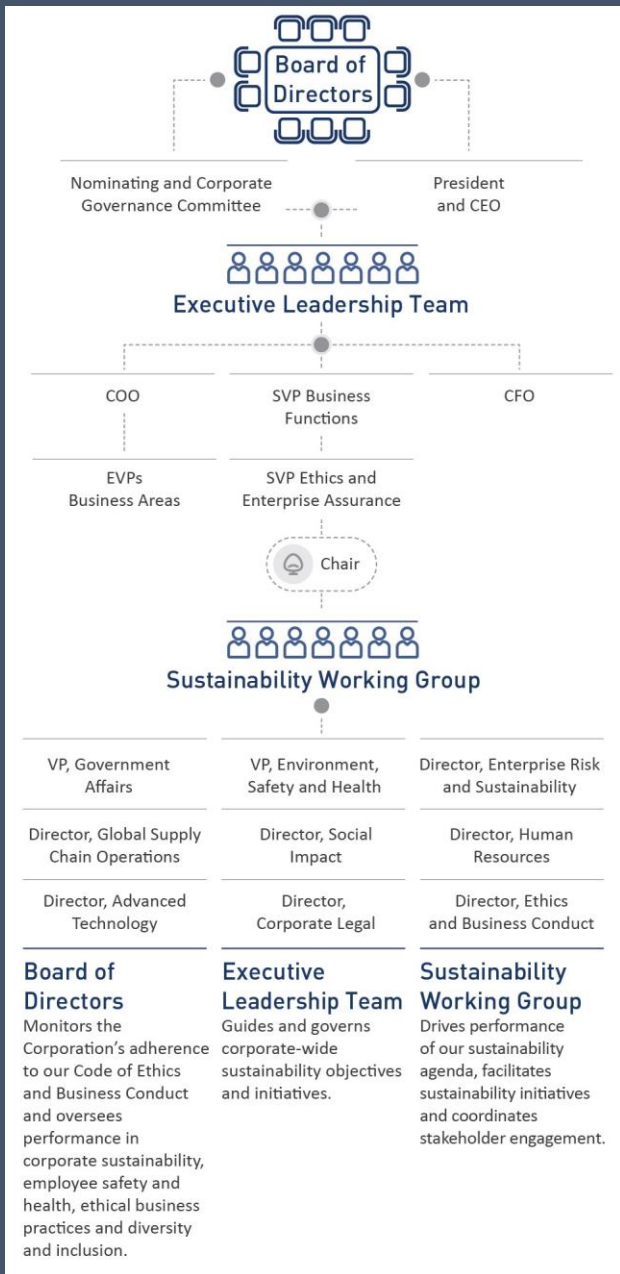 Board of
Directors
Nominating and Corporate
Governance Committee
President
and CEO
Executive Leadership Team
COO
SVP Business
Functions
CFO
EVPs
Business Areas
SVP Ethics and
Enterprise Assurance
Chair
Sustainability Working Group
VP, Government
Affairs
VP, Environment,
Safety and Health
Director, Enterprise Risk
and Sustainability
Director, Global Supply
Chain Operations
Director, Social
Impact
Director, Human
Resources
Director, Advanced
Technology
Director,
Corporate Legal
Director, Ethics
and Business Conduct
Board of
Directors
Monitors the
Corporation's adherence
to our Code of Ethics
and Business Conduct
and oversees
performance in
corporate sustainability,
employee safety and
health, ethical business
practices and diversity
and inclusion.
Executive
Leadership Team
Guides and governs
corporate-wide
sustainability objectives
and initiatives.
Sustainability
Working Group
Drives performance
of our sustainability
agenda, facilitates
sustainability initiatives
and coordinates
stakeholder engagement.